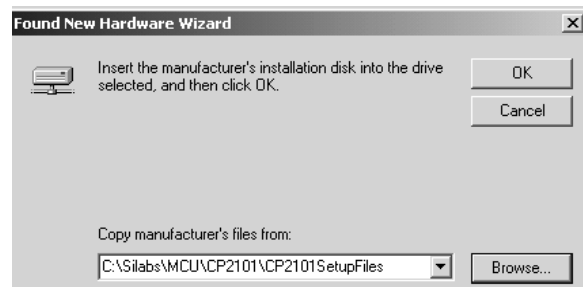 Found New Hardware Wizard
Insert the manufacturer's installation disk into the drive
selected, and then click OK.
OK
Cancel
Copy manufacturer's files from:
C:\Silabs\MCU\CP2101\CP2101SetupFiles
Browse...